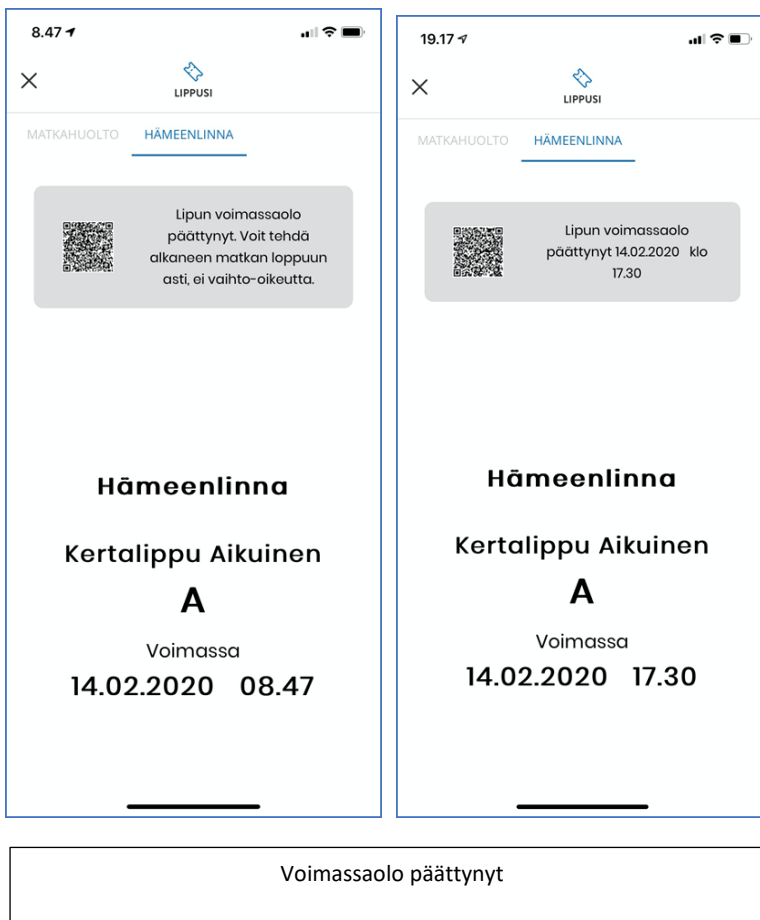 8.47
LIPPUSI
MATKAHUOLTO HÄMEENLINNA
Lipun voimassaolo
päättynyt. Voit tehdä
alkaneen matkan loppuun
asti, ei vaihto-oikeutta.
Hämeenlinna
Kertalippu Aikuinen
A
Voimassa
14.02.2020 08.47
19.17
LIPPUSI
MATKAHUOLTO HÄMEENLINNA
Lipun voimassaolo
päättynyt 14.02.2020 klo
17.30
Hämeenlinna
Kertalippu Aikuinen
A
Voimassa
14.02.2020 17.30
Voimassaolo päättynyt